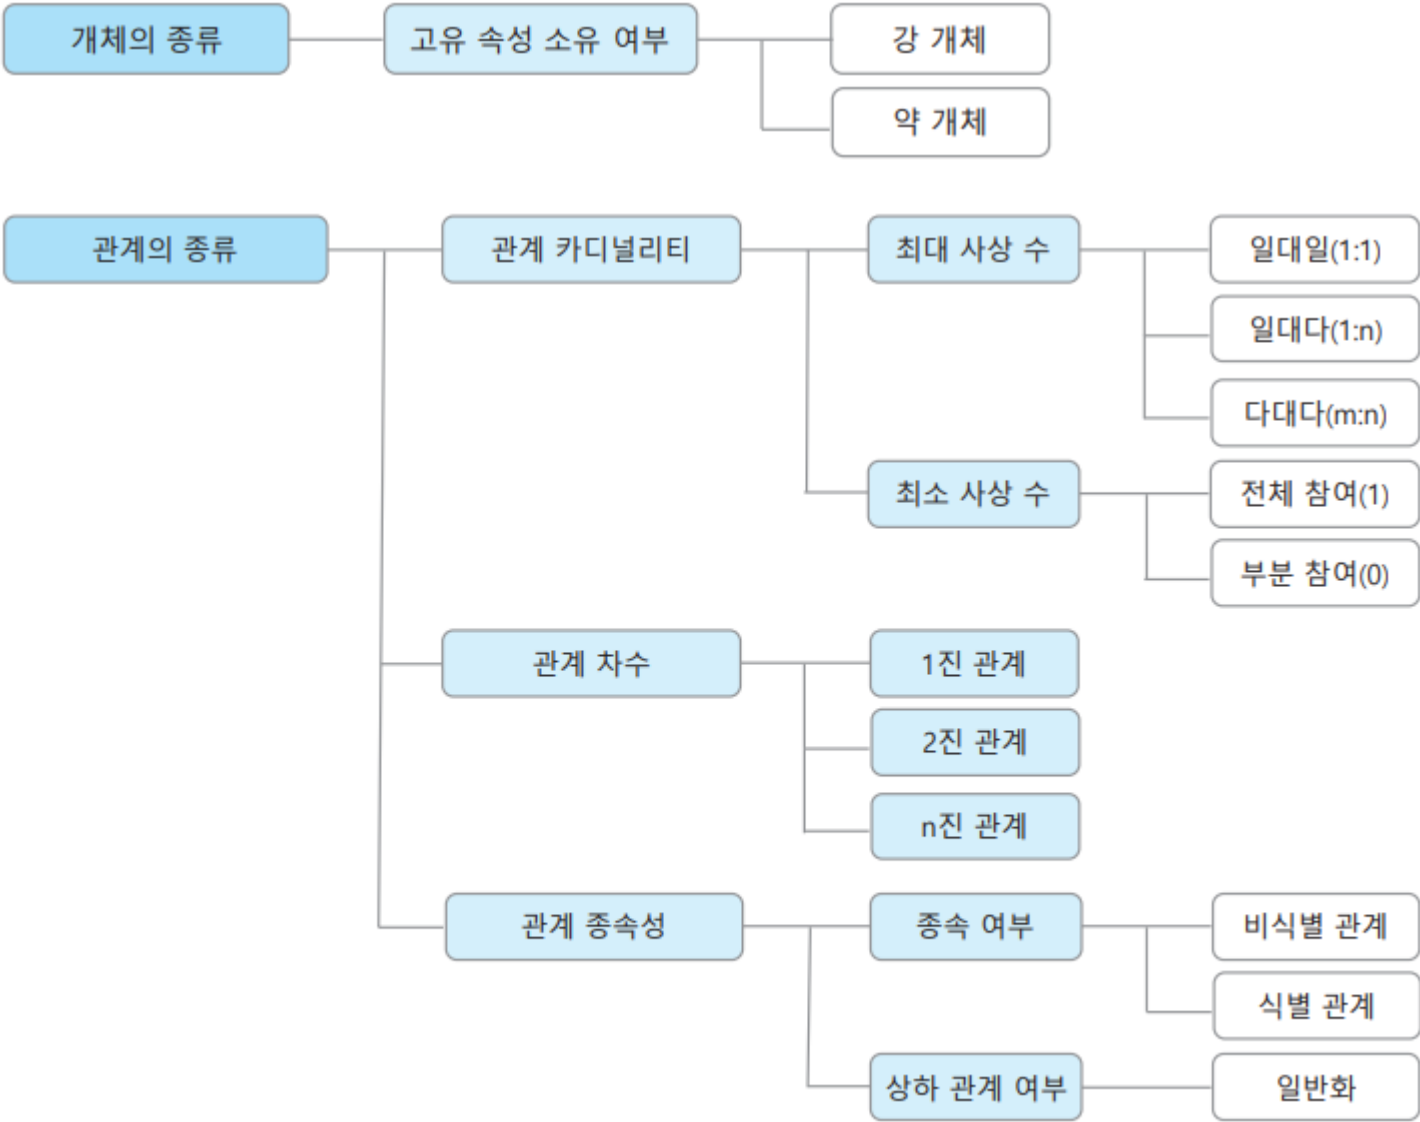 개체의 종류
고유 속성 소유 여부
강 개체
약 개체
관계의 종류
관계 카디널리티
최대 사상 수
일대일(1:1)
일대다(1:n)
다대다(m:n)
최소 사상 수
전체 참여(1)
부분 참여(0)
관계 차수
1진 관계
2진 관계
n진 관계
관계 종속성
종속 여부
비식별 관계
식별 관계
상하 관계 여부
일반화